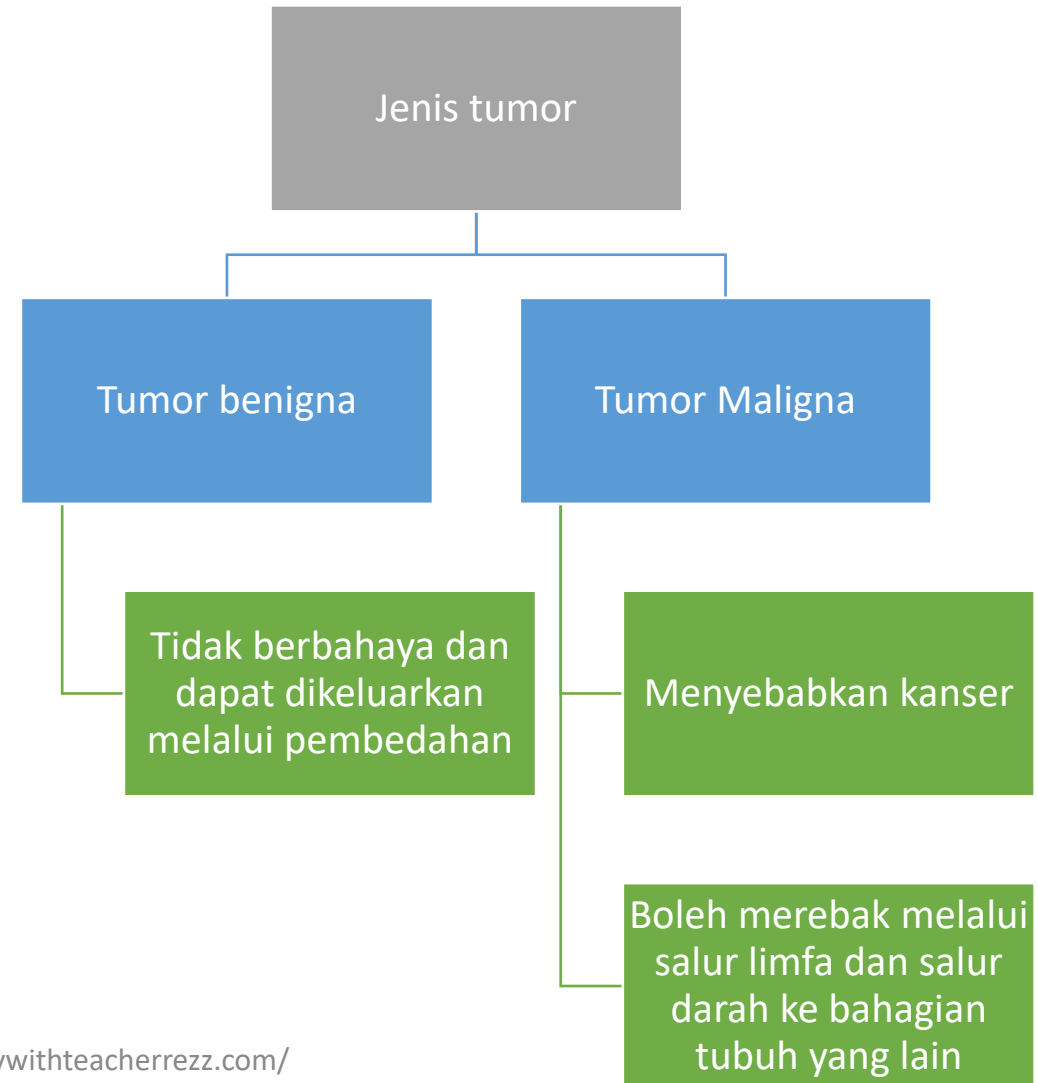 Jenis tumor
Tumor benigna
Tumor Maligna
Tidak berbahaya dan
dapat dikeluarkan
melalui pembedahan
Menyebabkan kanser
Boleh merebak melalui
salur limfa dan salur
darah ke bahagian
tubuh yang lain
ywithteacherrezz.com/